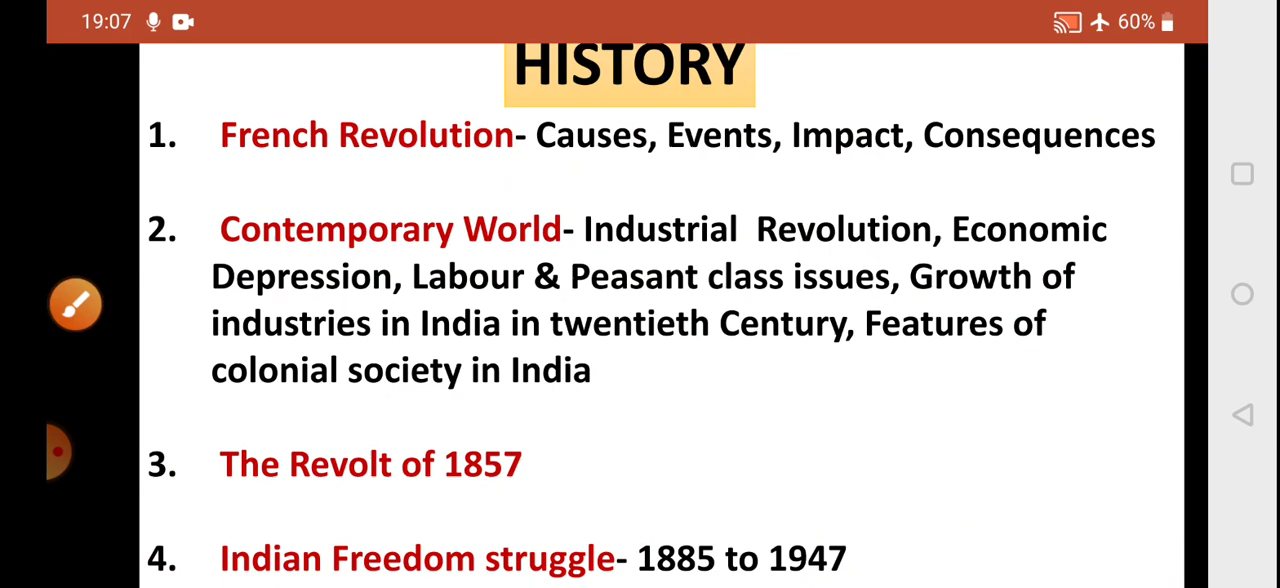 19:07 60%
HISTORY
1. French Revolution- Causes, Events, Impact, Consequences
2. Contemporary World- Industrial Revolution, Economic
Depression, Labour & Peasant class issues, Growth of
industries in India in twentieth Century, Features of
colonial society in India
3. The Revolt of 1857
4. Indian Freedom struggle- 1885 to 1947